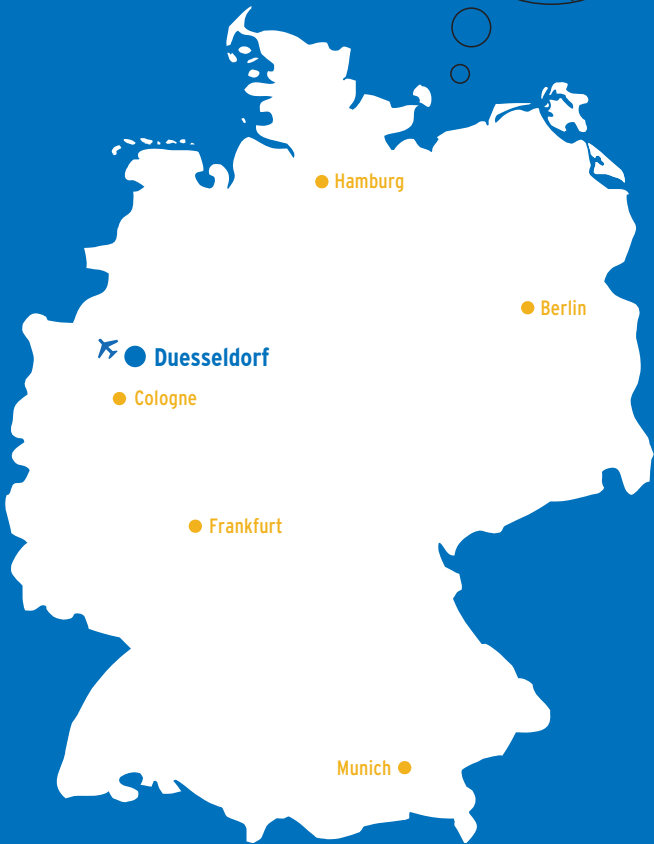 Hamburg
Berlin
Duesseldorf
Cologne
Frankfurt
Munich